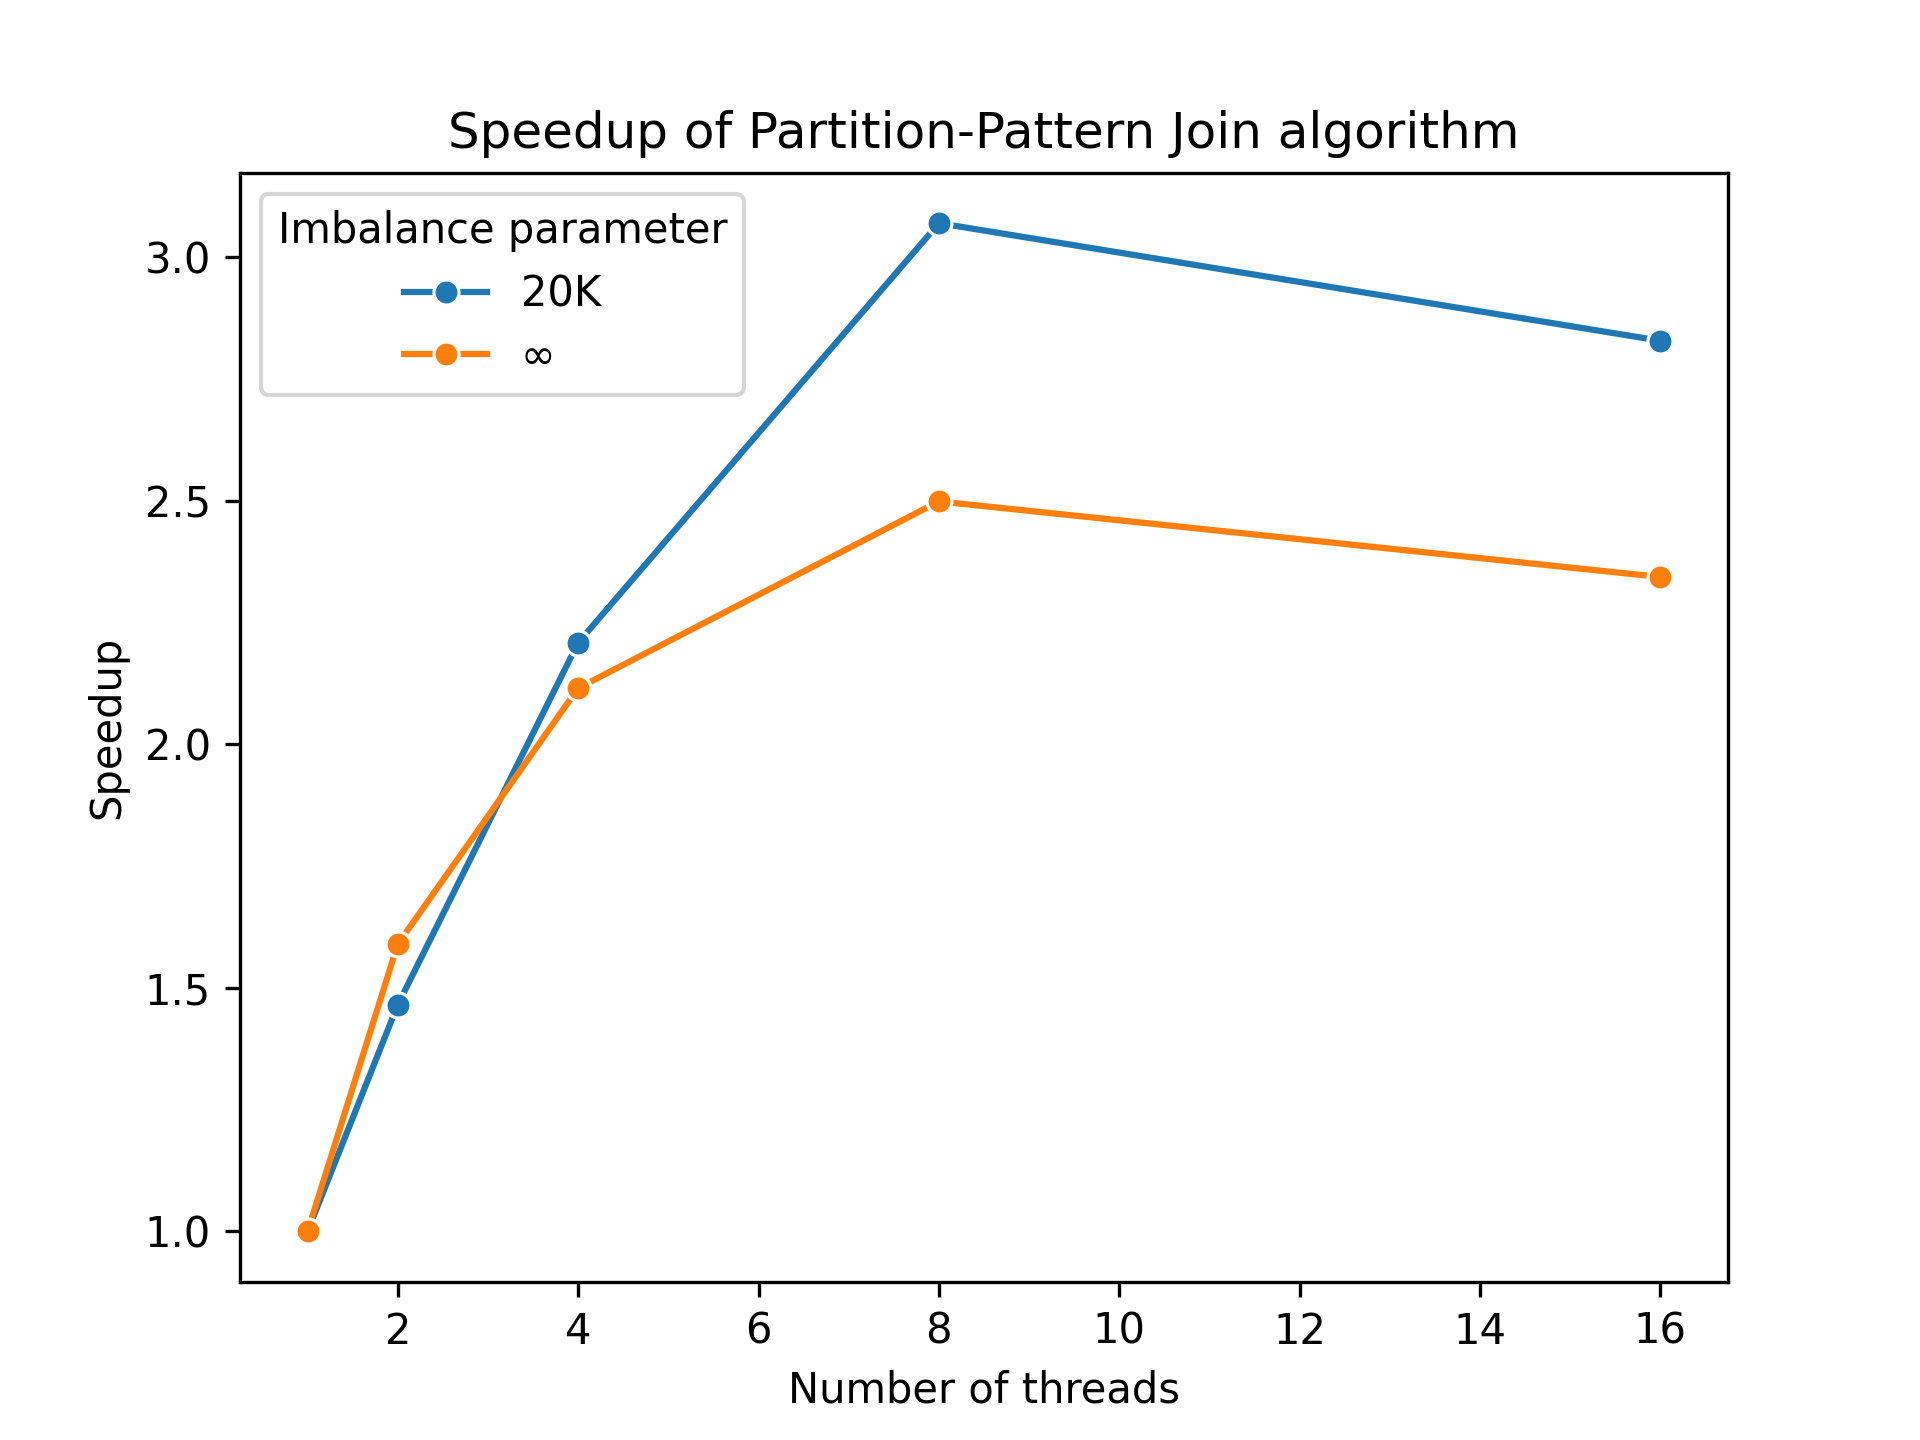 Speedup of Partition-Pattern Join algorithm
Imbalance parameter
20K
∞
3.0
2.5
2.0
1.5
1.0
Speedup
2 4 6 8 10 12 14 16
Number of threads